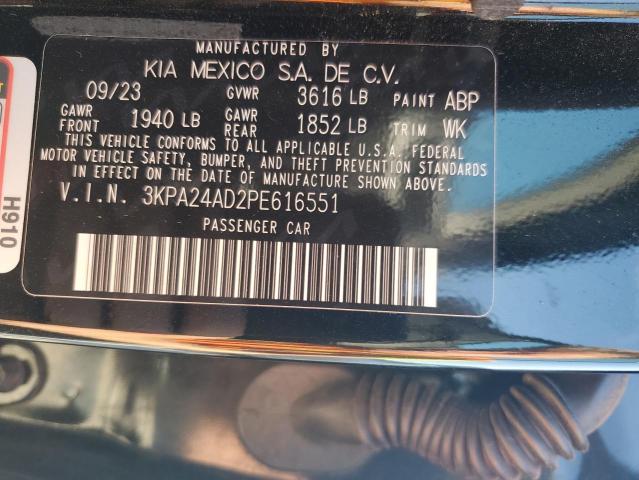 MANUFACTURED BY
KIA MEXICO S.A. DE C.V.
09/23 GVWR 3616 LB PAINT ABP
GAWR FRONT 1940 LB GAWR REAR 1852 LB TRIM WK
THIS VEHICLE CONFORMS TO ALL APPLICABLE U.S.A. FEDERAL
MOTOR VEHICLE SAFETY, BUMPER, AND THEFT PREVENTION STANDARDS
IN EFFECT ON THE DATE OF MANUFACTURE SHOWN ABOVE.
V.I.N. 3KPA24AD2PE616551
PASSENGER CAR
H910